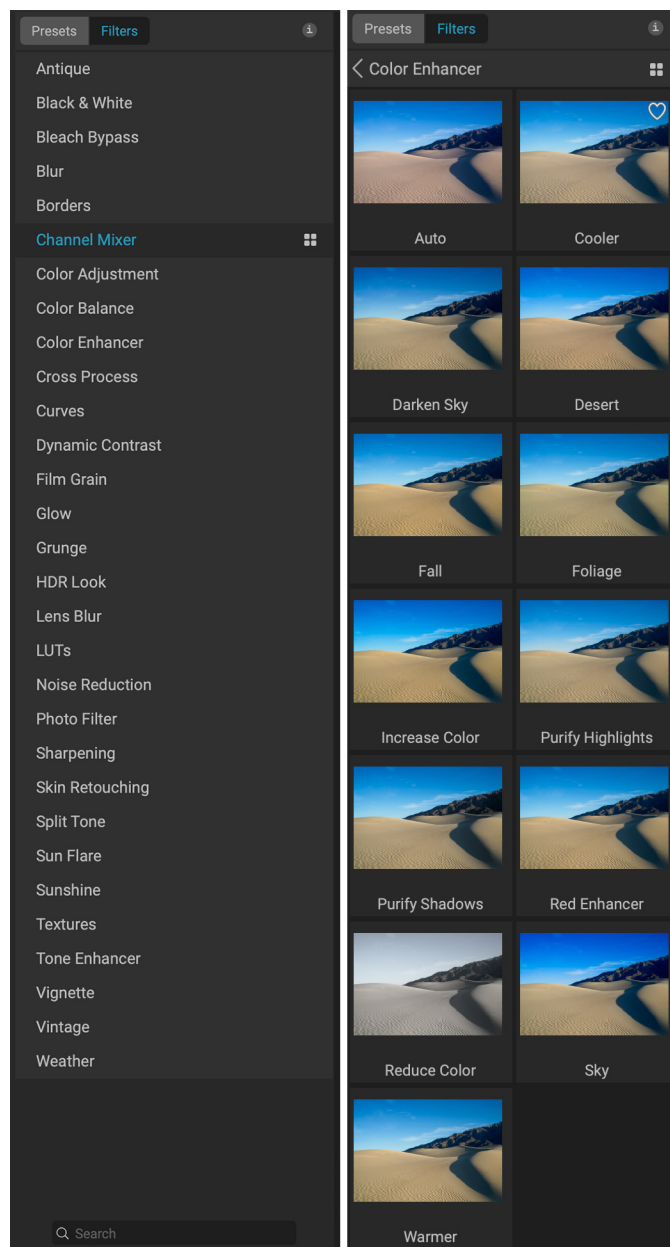 Presets Filters i
Antique
Black & White
Bleach Bypass
Blur
Borders
Channel Mixer
Color Adjustment
Color Balance
Color Enhancer
Cross Process
Curves
Dynamic Contrast
Film Grain
Glow
Grunge
HDR Look
Lens Blur
LUTs
Noise Reduction
Photo Filter
Sharpening
Skin Retouching
Split Tone
Sun Flare
Sunshine
Textures
Tone Enhancer
Vignette
Vintage
Weather
Search
Presets Filters i
Color Enhancer
Auto Cooler
Darken Sky Desert
Fall Foliage
Increase Color Purify Highlights
Purify Shadows Red Enhancer
Reduce Color Sky
Warmer